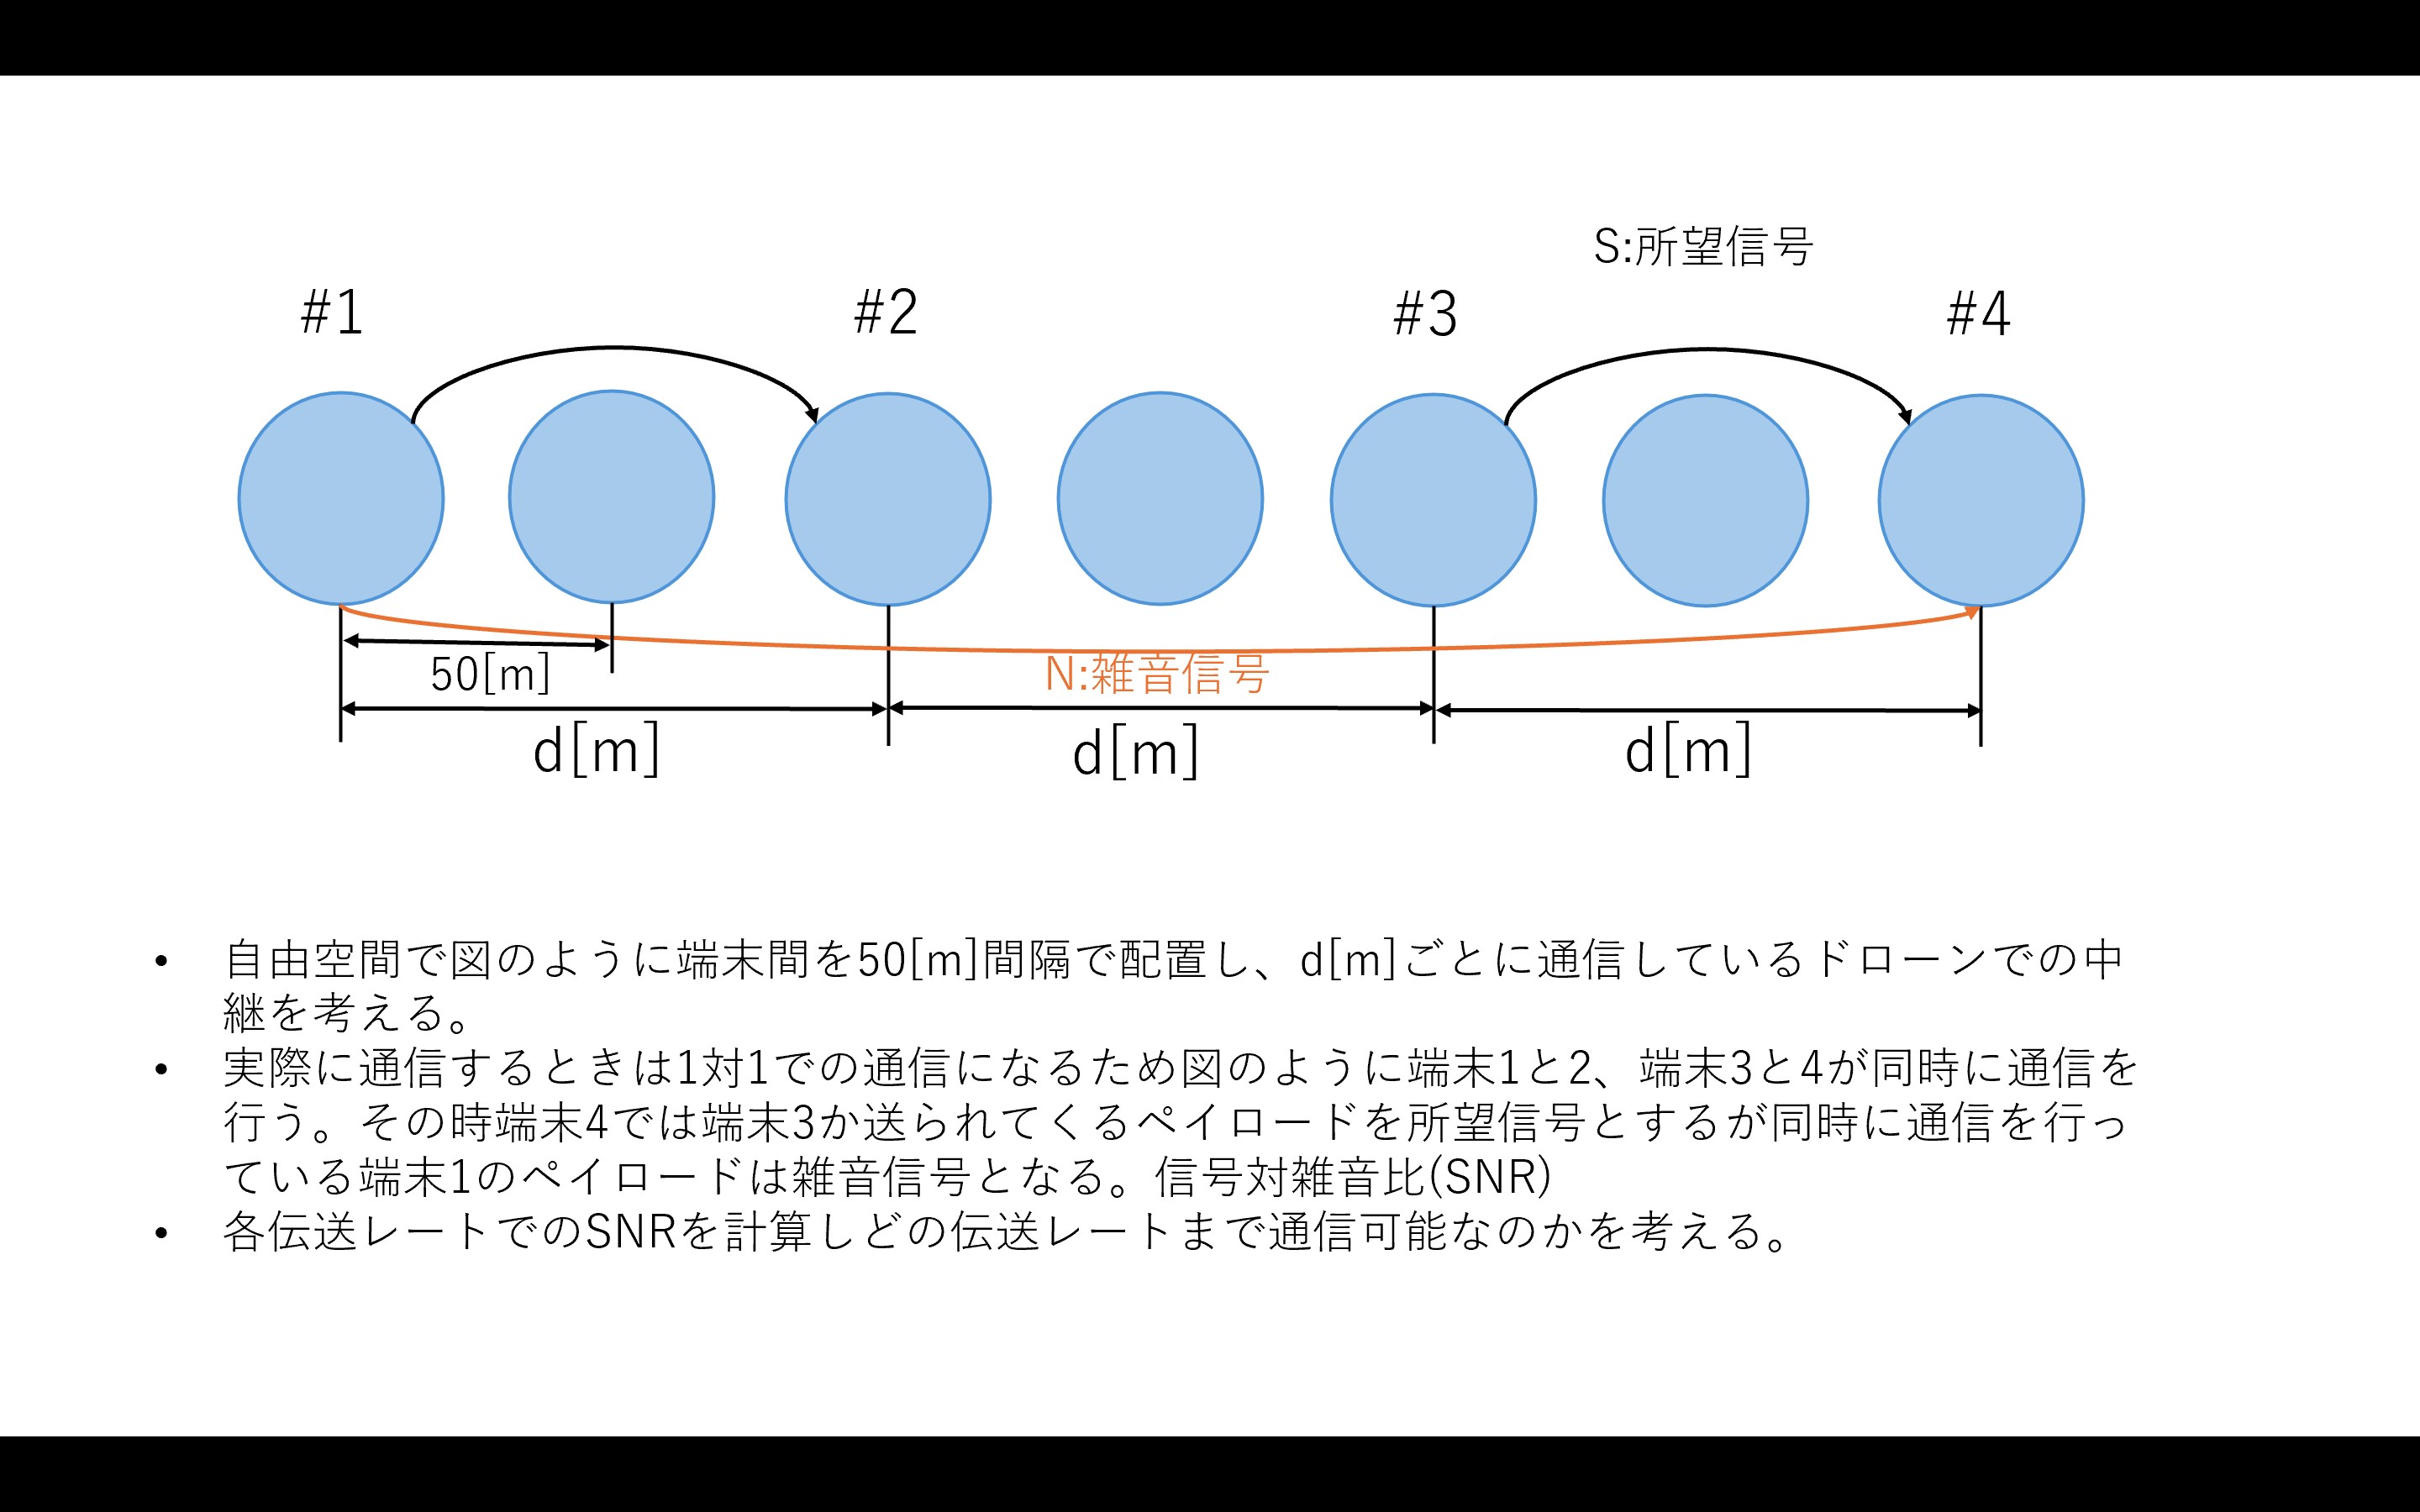 S:所望信号
#1
#2
#3
#4
50[m]
N:雑音信号
d[m]
d[m]
d[m]
• 自由空間で図のように端末間を50[m]間隔で配置し、d[m]ごとに通信しているドローンでの中
継を考える。
• 実際に通信するときは1対1での通信になるため図のように端末1と2、端末3と4が同時に通信を
行う。その時端末4では端末3か送られてくるペイロードを所望信号とするが同時に通信を行っ
ている端末1のペイロードは雑音信号となる。信号対雑音比(SNR)
• 各伝送レートでのSNRを計算しどの伝送レートまで通信可能なのかを考える。